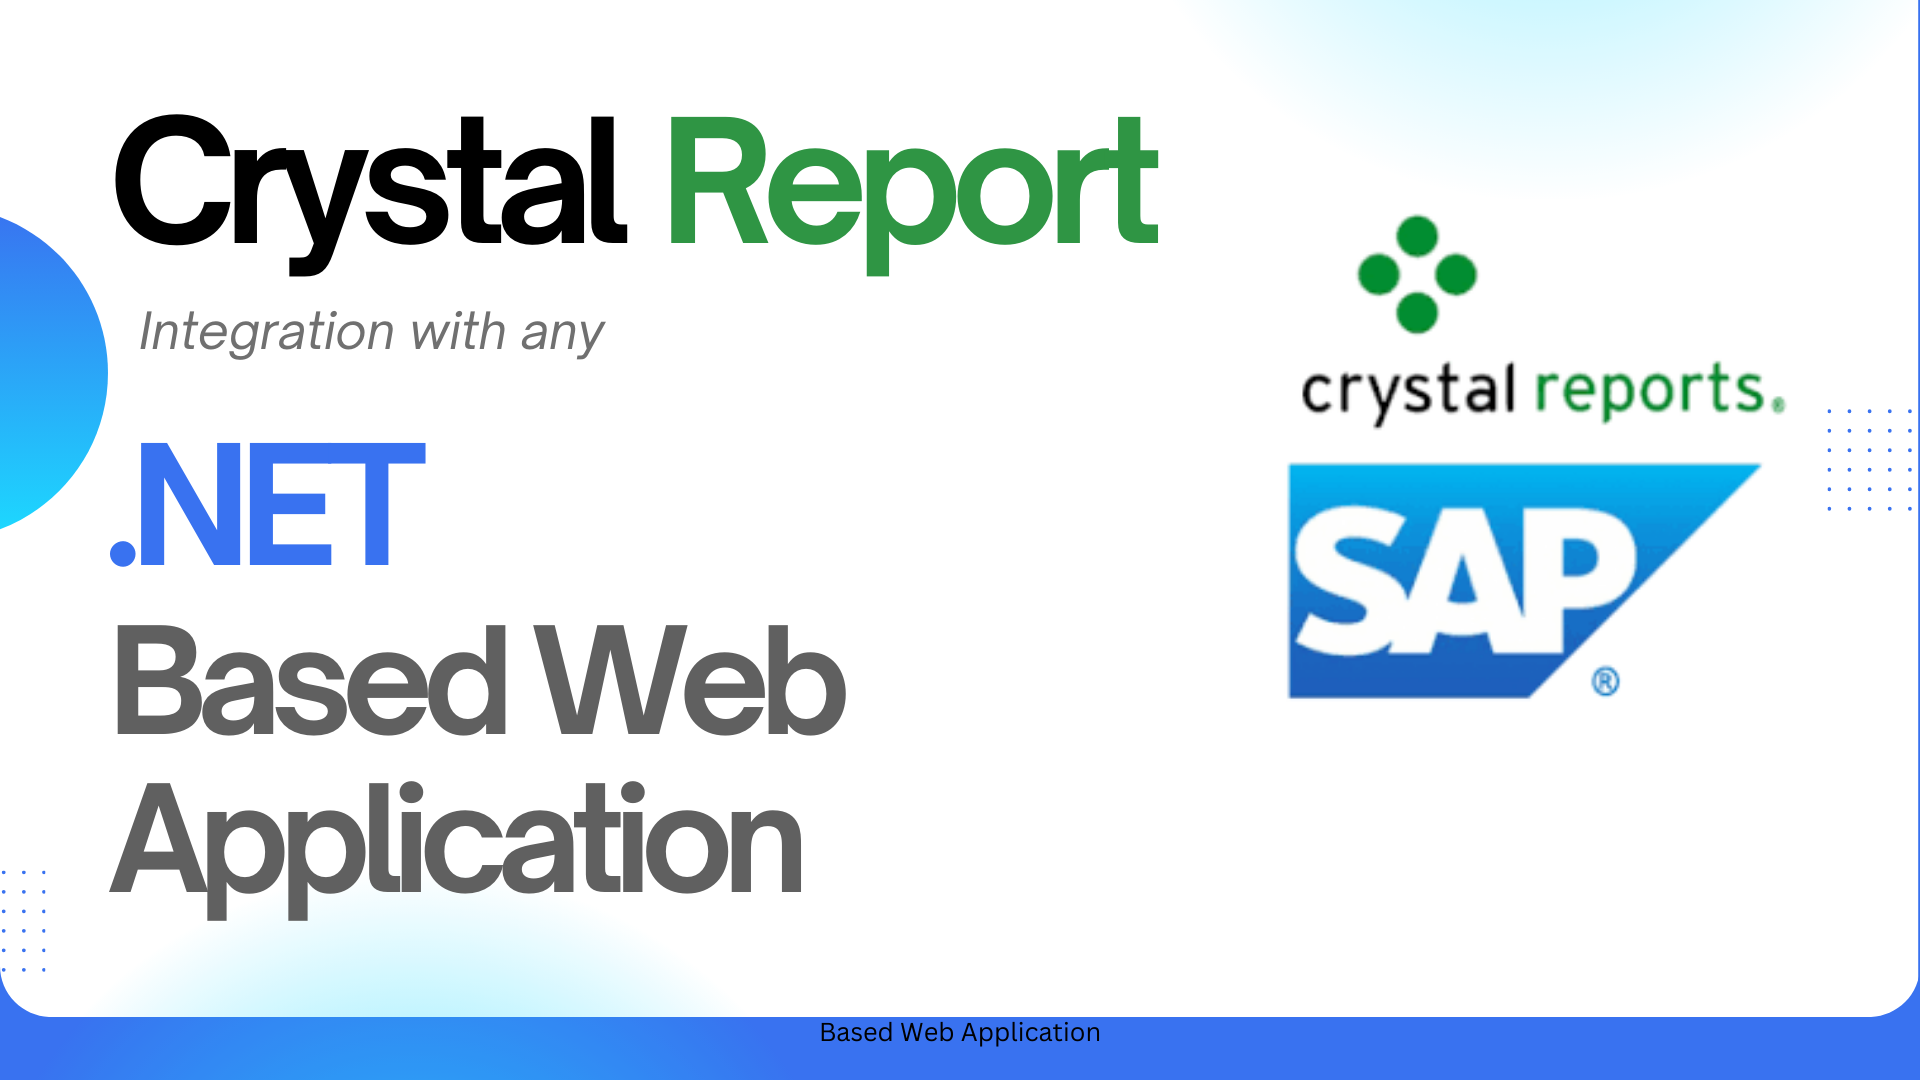 Crystal Report
Integration with any
.NET
Based Web
Application
crystal reports®
SAP
®
Based Web Application